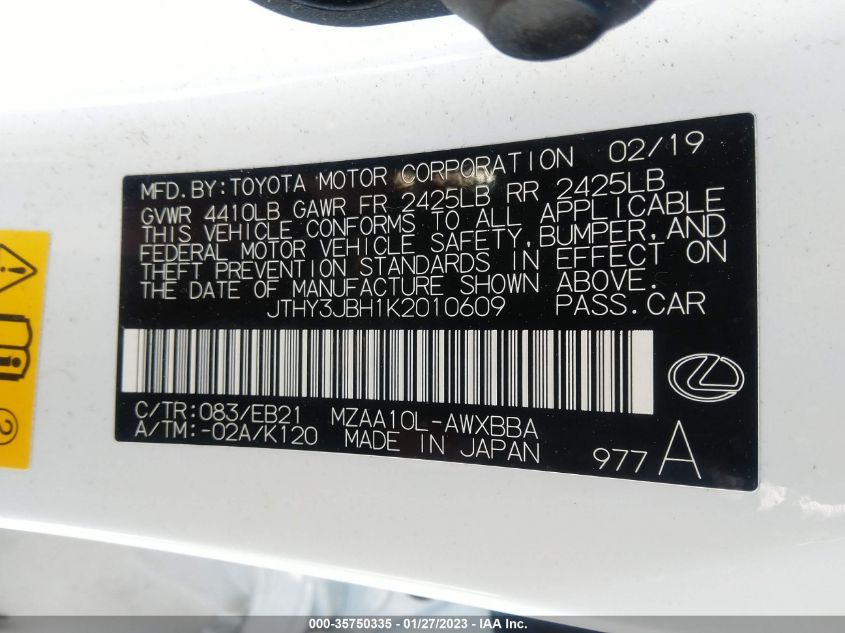 MFD.BY:TOYOTA MOTOR CORPORATION 02/19
GVWR 4410LB GAWR FR 2425LB RR 2425LB
THIS VEHICLE CONFORMS TO ALL APPLICABLE
FEDERAL MOTOR VEHICLE SAFETY, BUMPER, AND
THEFT PREVENTION STANDARDS IN EFFECT ON
THE DATE OF MANUFACTURE SHOWN ABOVE.
JTHY3JBH1K2010609 PASS.CAR
C/TR:083/EB21 MZAA10L-AWXBBA
A/TM:-02A/K120 MADE IN JAPAN
977 A
2
000-35750335 - 01/27/2023 - IAA Inc.